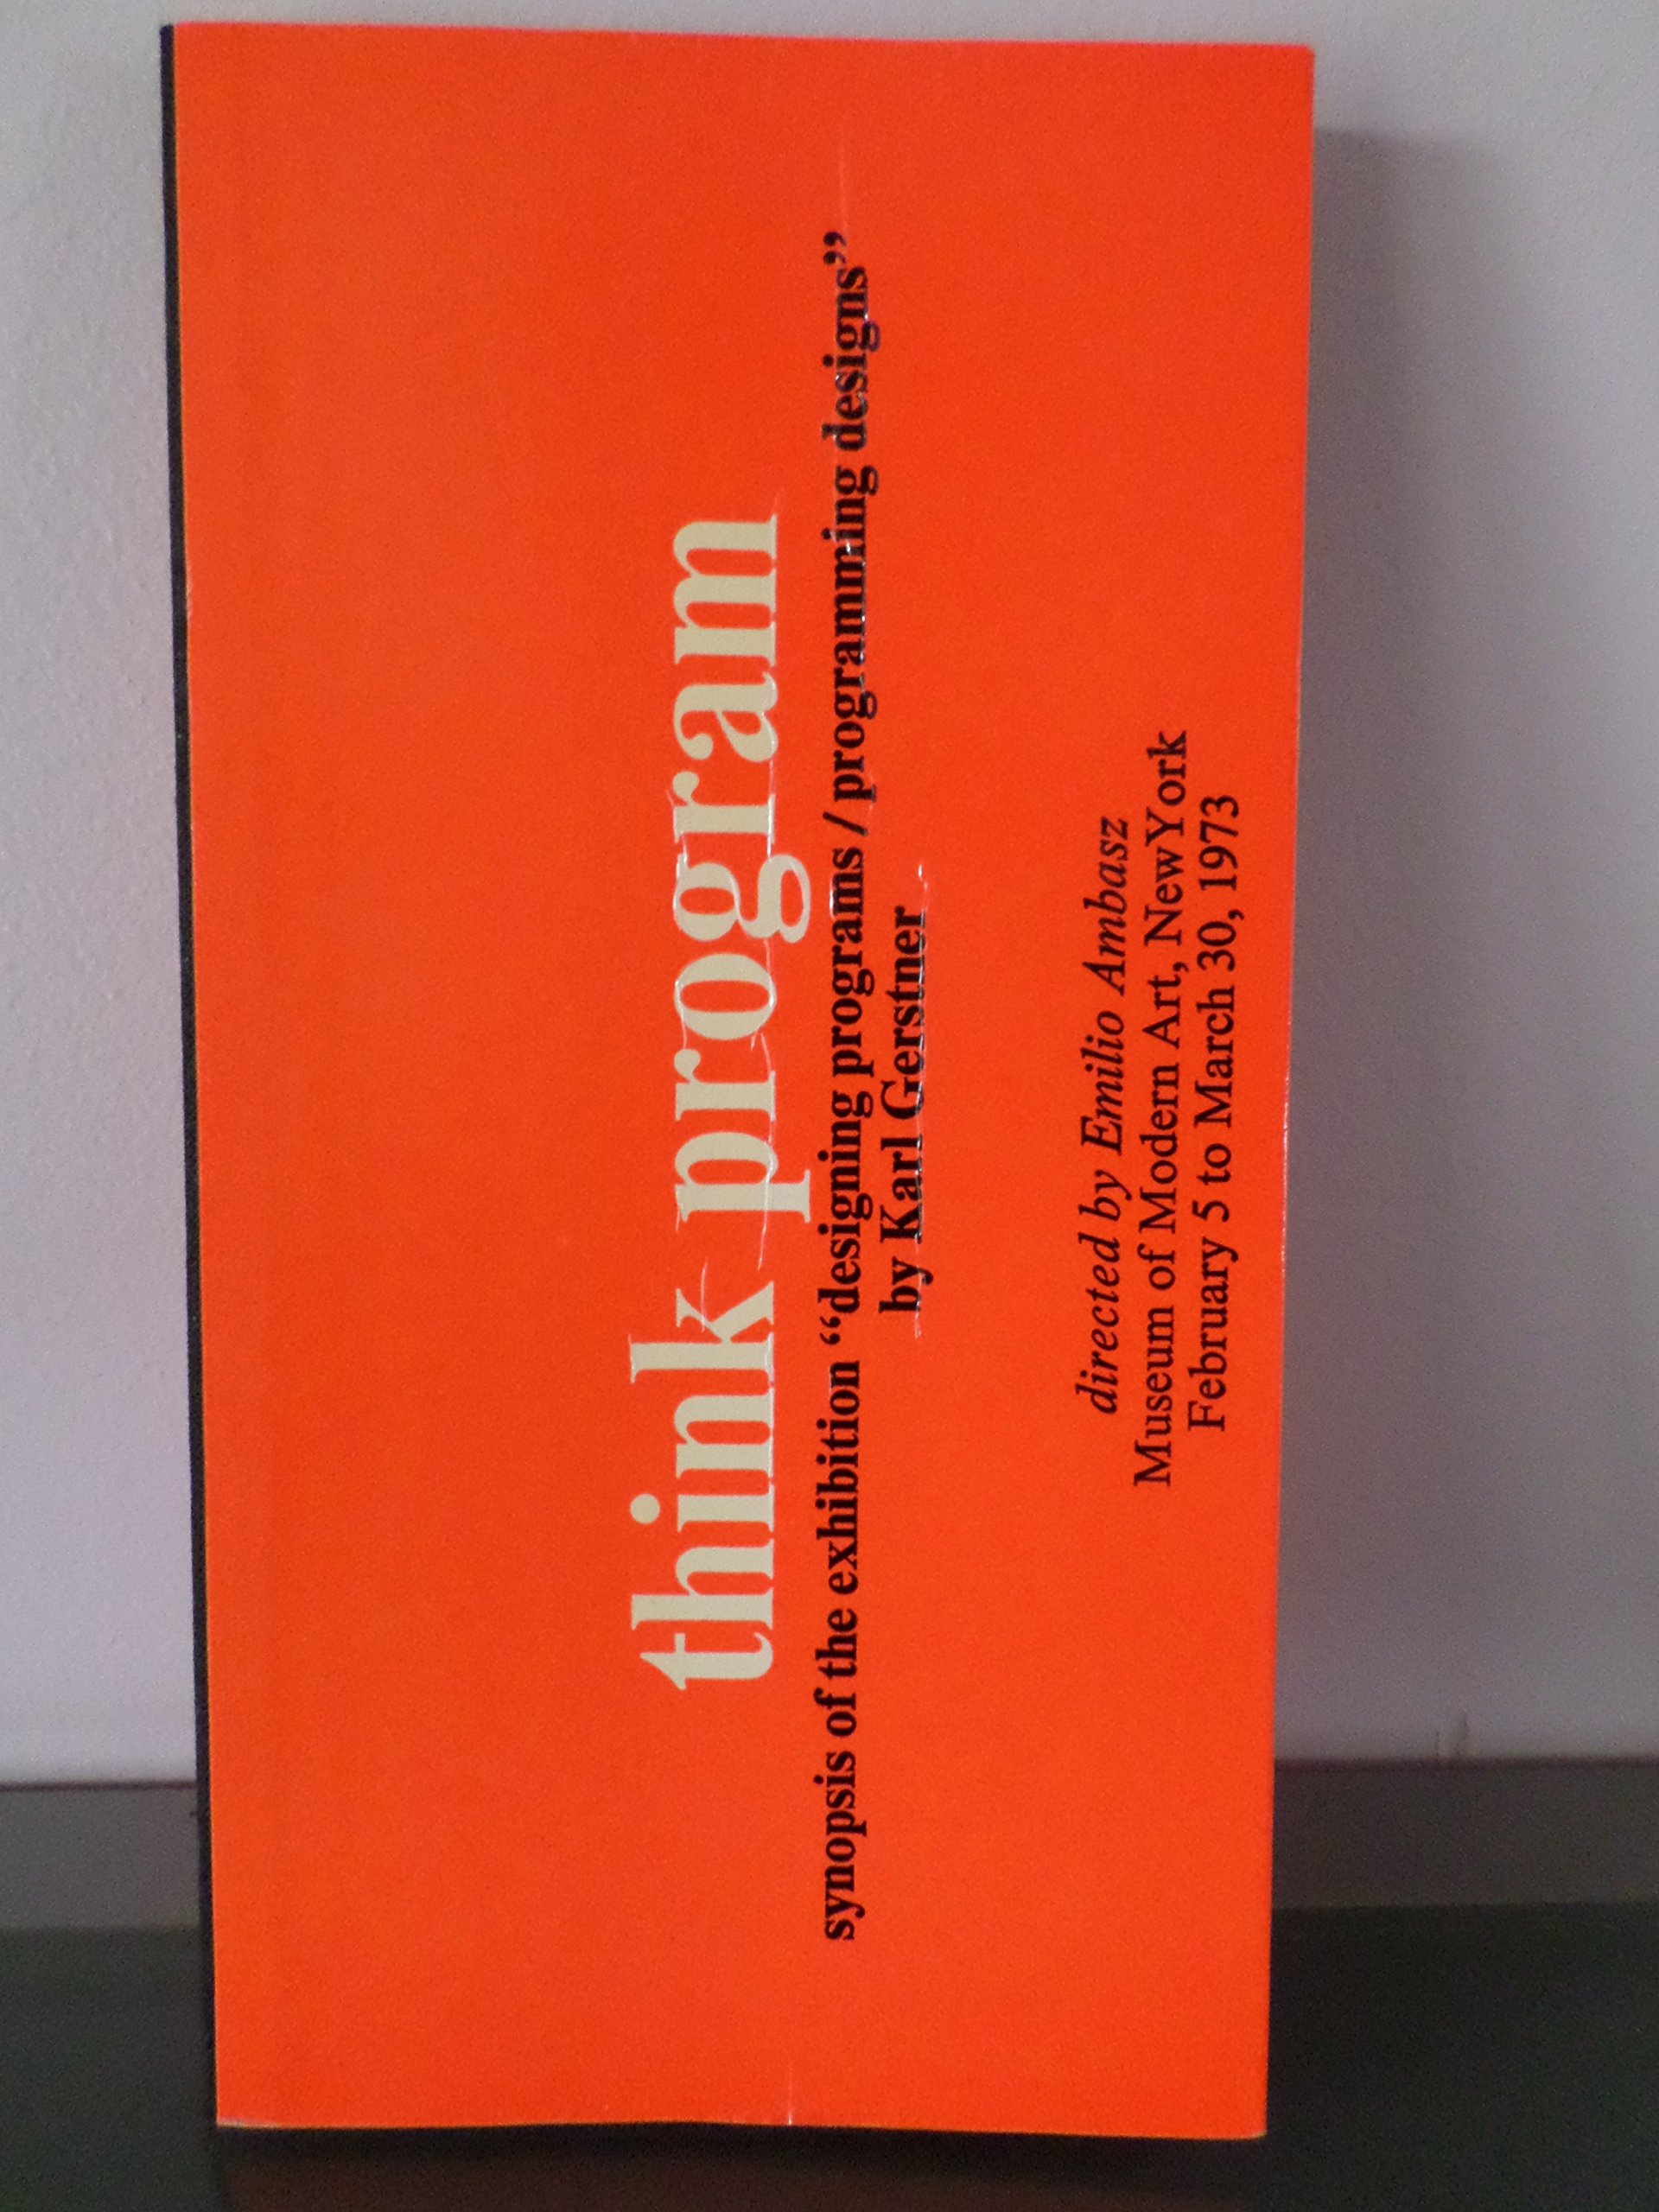 think program
synopsis of the exhibition “designing programs / programming designs”
by Karl Gerstner
directed by Emilio Ambasz
Museum of Modern Art, New York
February 5 to March 30, 1973